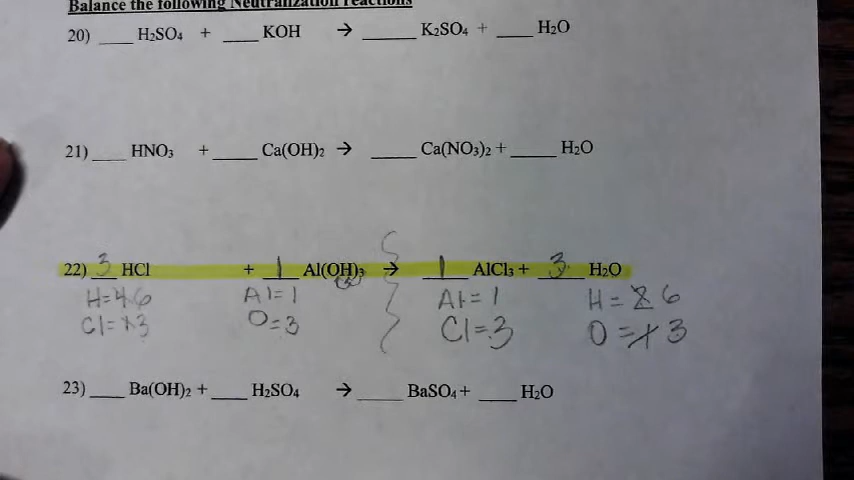 Balance the following Neutralization reactions
20) ____ H₂SO₄ + ____ KOH → ______ K₂SO₄ + ____ H₂O
21) ____ HNO₃ + _____ Ca(OH)₂ → _____ Ca(NO₃)₂ + _____ H₂O
22) 3 HCl + 1 Al(OH)₃ → 1 AlCl₃ + 3 H₂O
H=4 6 Al=1 Al=1 H=2 6
Cl=1 3 O=3 Cl=3 O=1 3
23) ____ Ba(OH)₂ + ____ H₂SO₄ → _____ BaSO₄ + ____ H₂O